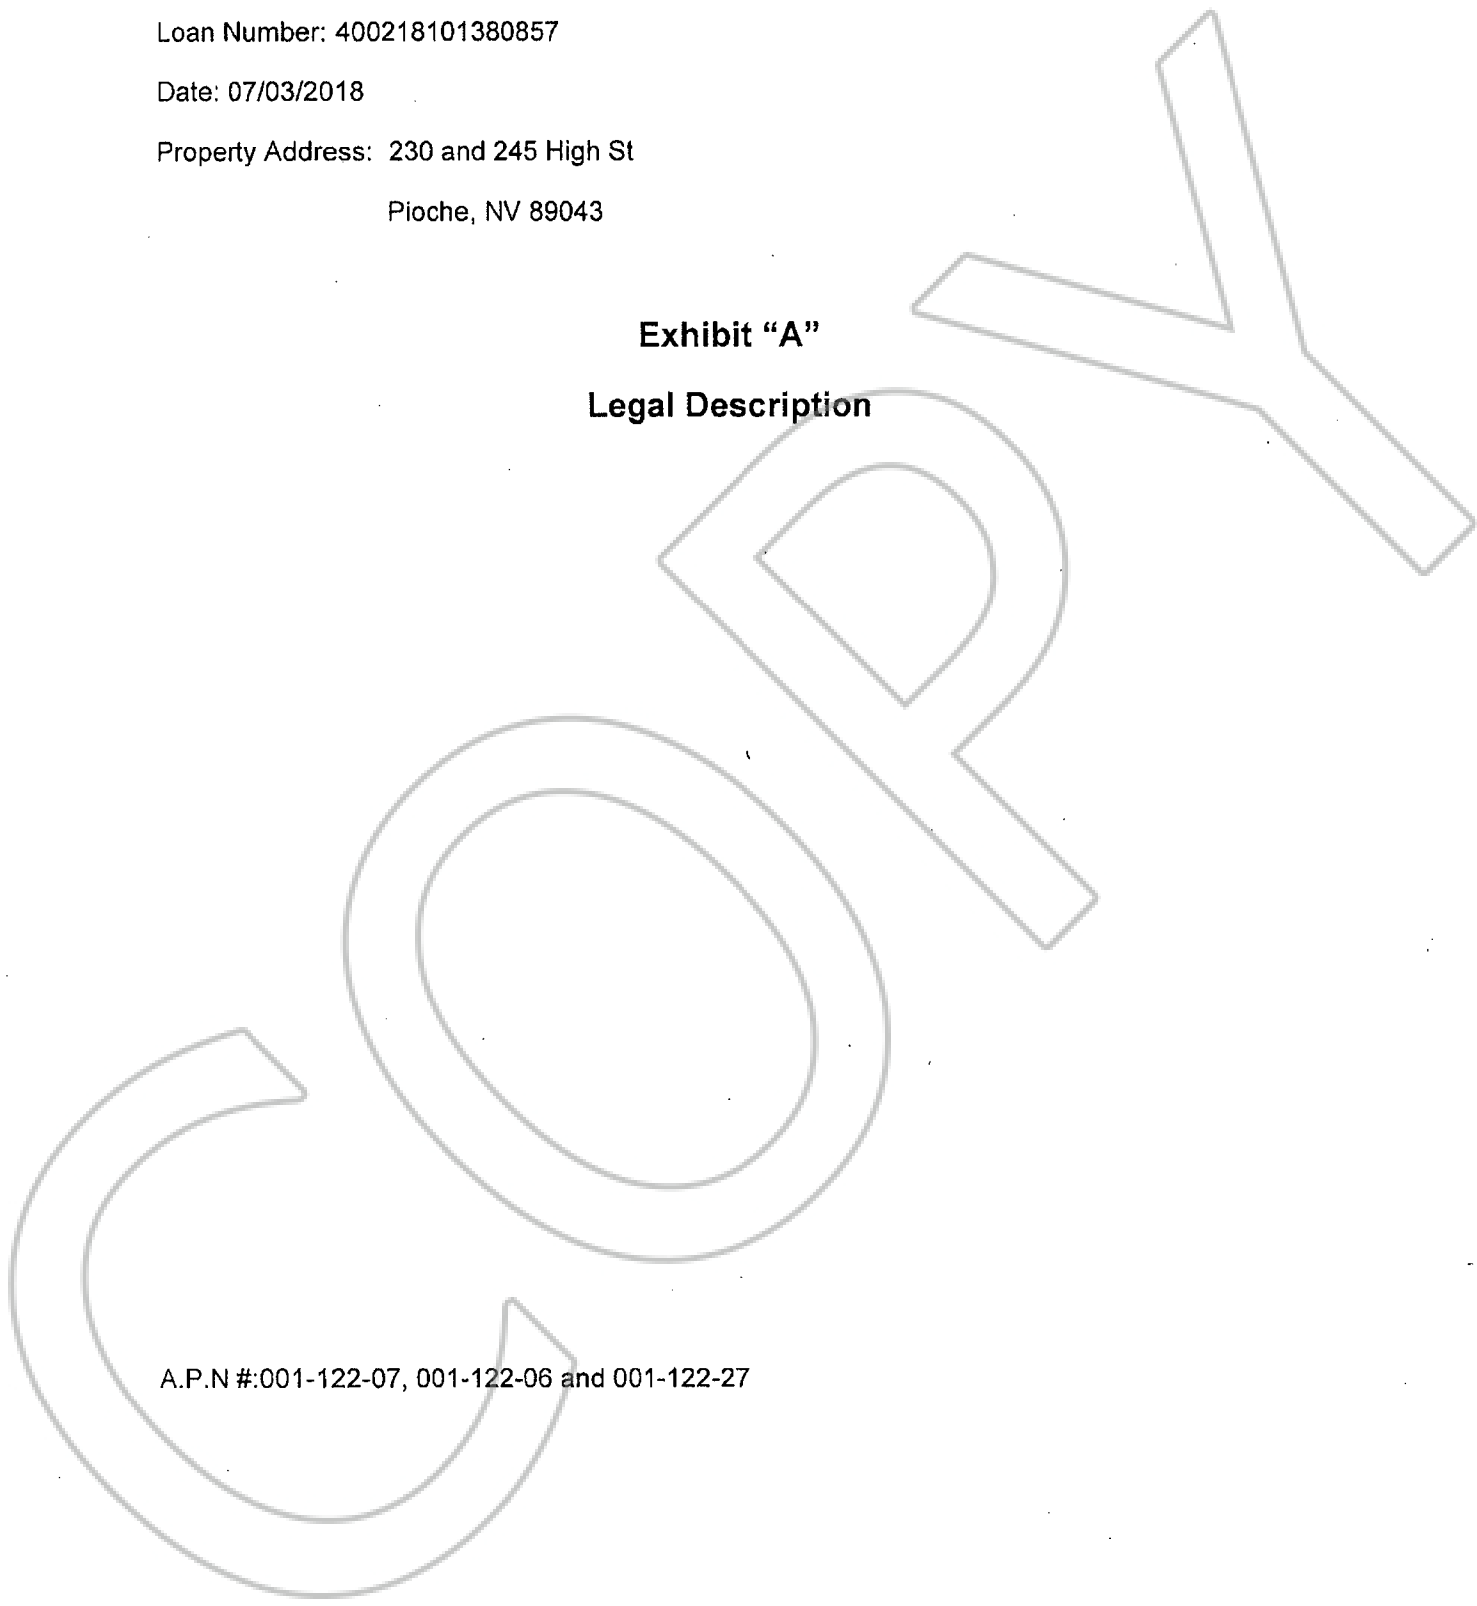 Loan Number: 400218101380857
Date: 07/03/2018
Property Address: 230 and 245 High St
Pioche, NV 89043
Exhibit “A”
Legal Description
COPY
A.P.N #:001-122-07, 001-122-06 and 001-122-27